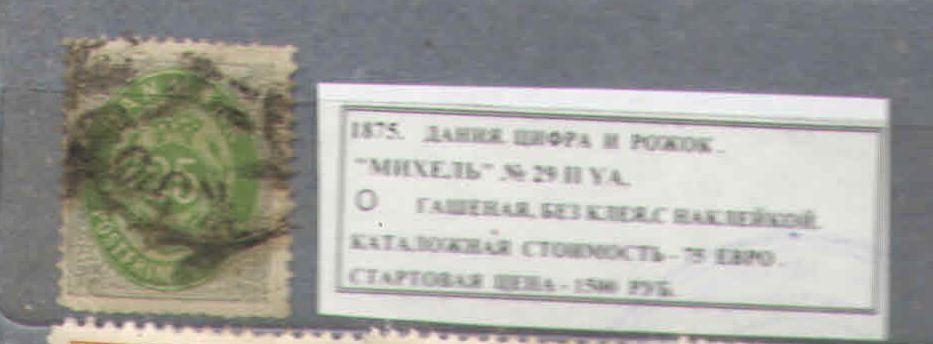 25
1875. ДАНИЯ. ЦИФРА И РОЖОК.
"МИХЕЛЬ" № 29 II YA.
О ГАШЕНАЯ, БЕЗ КЛЕЯ,С НАКЛЕЙКОЙ.
КАТАЛОЖНАЯ СТОИМОСТЬ - 75 ЕВРО.
СТАРТОВАЯ ЦЕНА - 1500 РУБ.